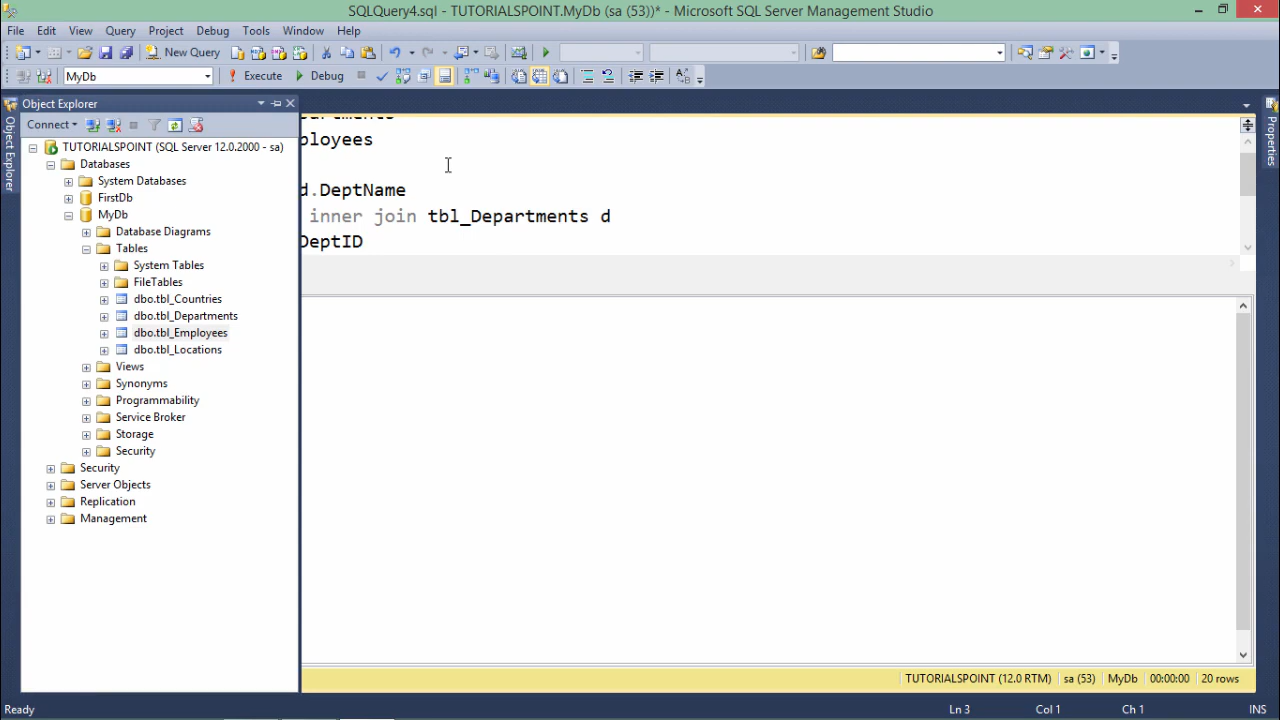 SQLQuery4.sql - TUTORIALSPOINT.MyDb (sa (53))* - Microsoft SQL Server Management Studio
File Edit View Query Project Debug Tools Window Help
New Query
MyDb Execute Debug
Object Explorer
Connect
TUTORIALSPOINT (SQL Server 12.0.2000 - sa)
Databases
System Databases
FirstDb
MyDb
Database Diagrams
Tables
System Tables
FileTables
dbo.tbl_Countries
dbo.tbl_Departments
dbo.tbl_Employees
dbo.tbl_Locations
Views
Synonyms
Programmability
Service Broker
Storage
Security
Security
Server Objects
Replication
Management
Object Explorer
ployees
d.DeptName
inner join tbl_Departments d
DeptID
Properties
TUTORIALSPOINT (12.0 RTM) sa (53) MyDb 00:00:00 20 rows
Ready Ln 3 Col 1 Ch 1 INS